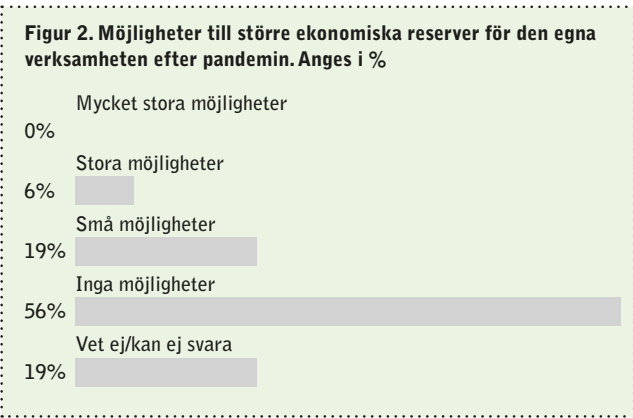 Figur 2. Möjligheter till större ekonomiska reserver för den egna
verksamheten efter pandemin. Anges i %
Mycket stora möjligheter
0%
Stora möjligheter
6%
Små möjligheter
19%
Inga möjligheter
56%
Vet ej/kan ej svara
19%